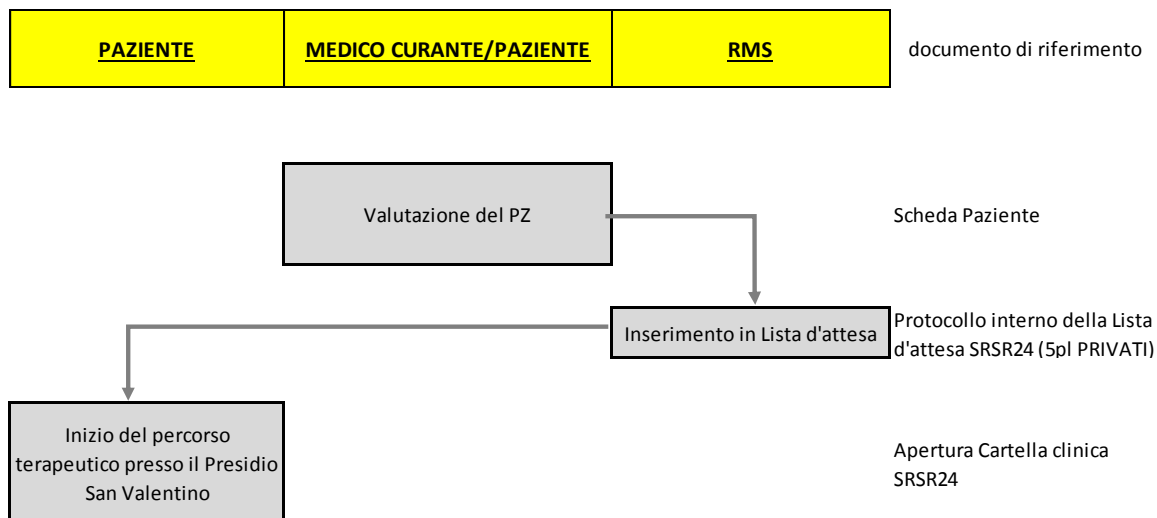 PAZIENTE MEDICO CURANTE/PAZIENTE RMS documento di riferimento
Valutazione del PZ Scheda Paziente
Inserimento in Lista d'attesa
Protocollo interno della Lista
d'attesa SRSR24 (5pl PRIVATI)
Inizio del percorso
terapeutico presso il Presidio
San Valentino
Apertura Cartella clinica
SRSR24